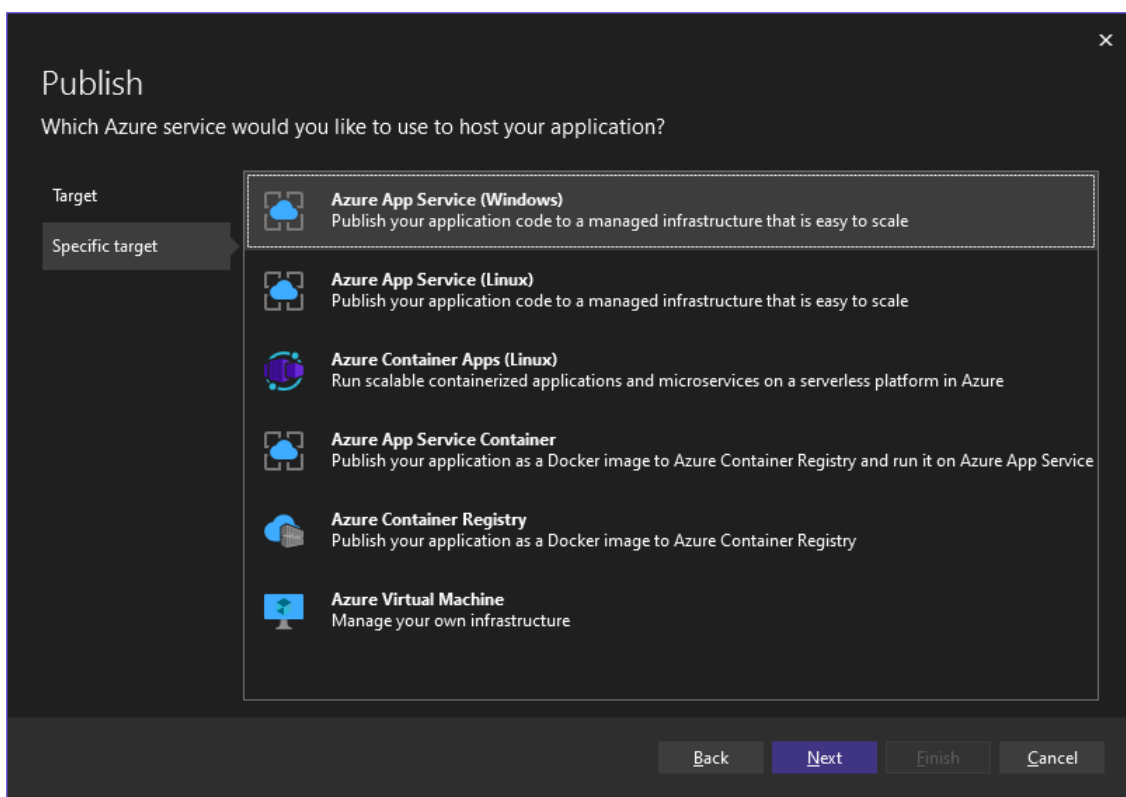 Publish
Which Azure service would you like to use to host your application?
Target
Specific target
Azure App Service (Windows)
Publish your application code to a managed infrastructure that is easy to scale
Azure App Service (Linux)
Publish your application code to a managed infrastructure that is easy to scale
Azure Container Apps (Linux)
Run scalable containerized applications and microservices on a serverless platform in Azure
Azure App Service Container
Publish your application as a Docker image to Azure Container Registry and run it on Azure App Service
Azure Container Registry
Publish your application as a Docker image to Azure Container Registry
Azure Virtual Machine
Manage your own infrastructure
Back Next Finish Cancel